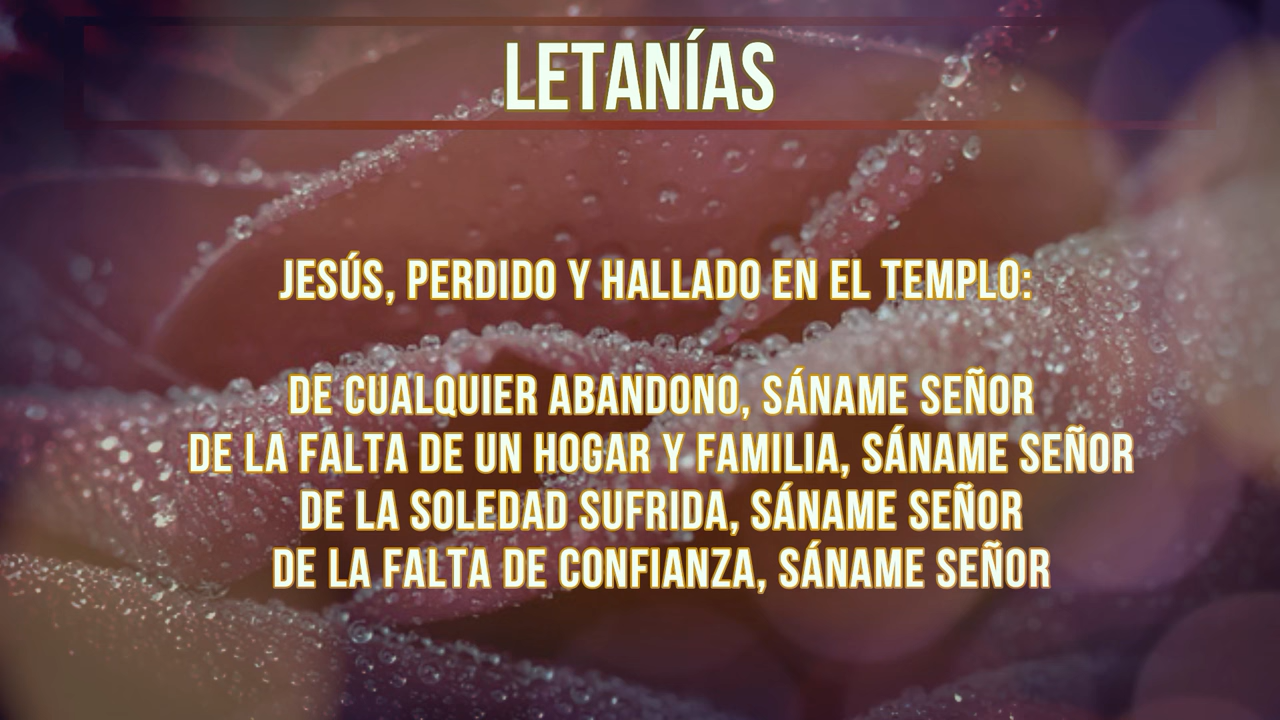 LETANÍAS
JESÚS, PERDIDO Y HALLADO EN EL TEMPLO:
DE CUALQUIER ABANDONO, SÁNAME SEÑOR
DE LA FALTA DE UN HOGAR Y FAMILIA, SÁNAME SEÑOR
DE LA SOLEDAD SUFRIDA, SÁNAME SEÑOR
DE LA FALTA DE CONFIANZA, SÁNAME SEÑOR